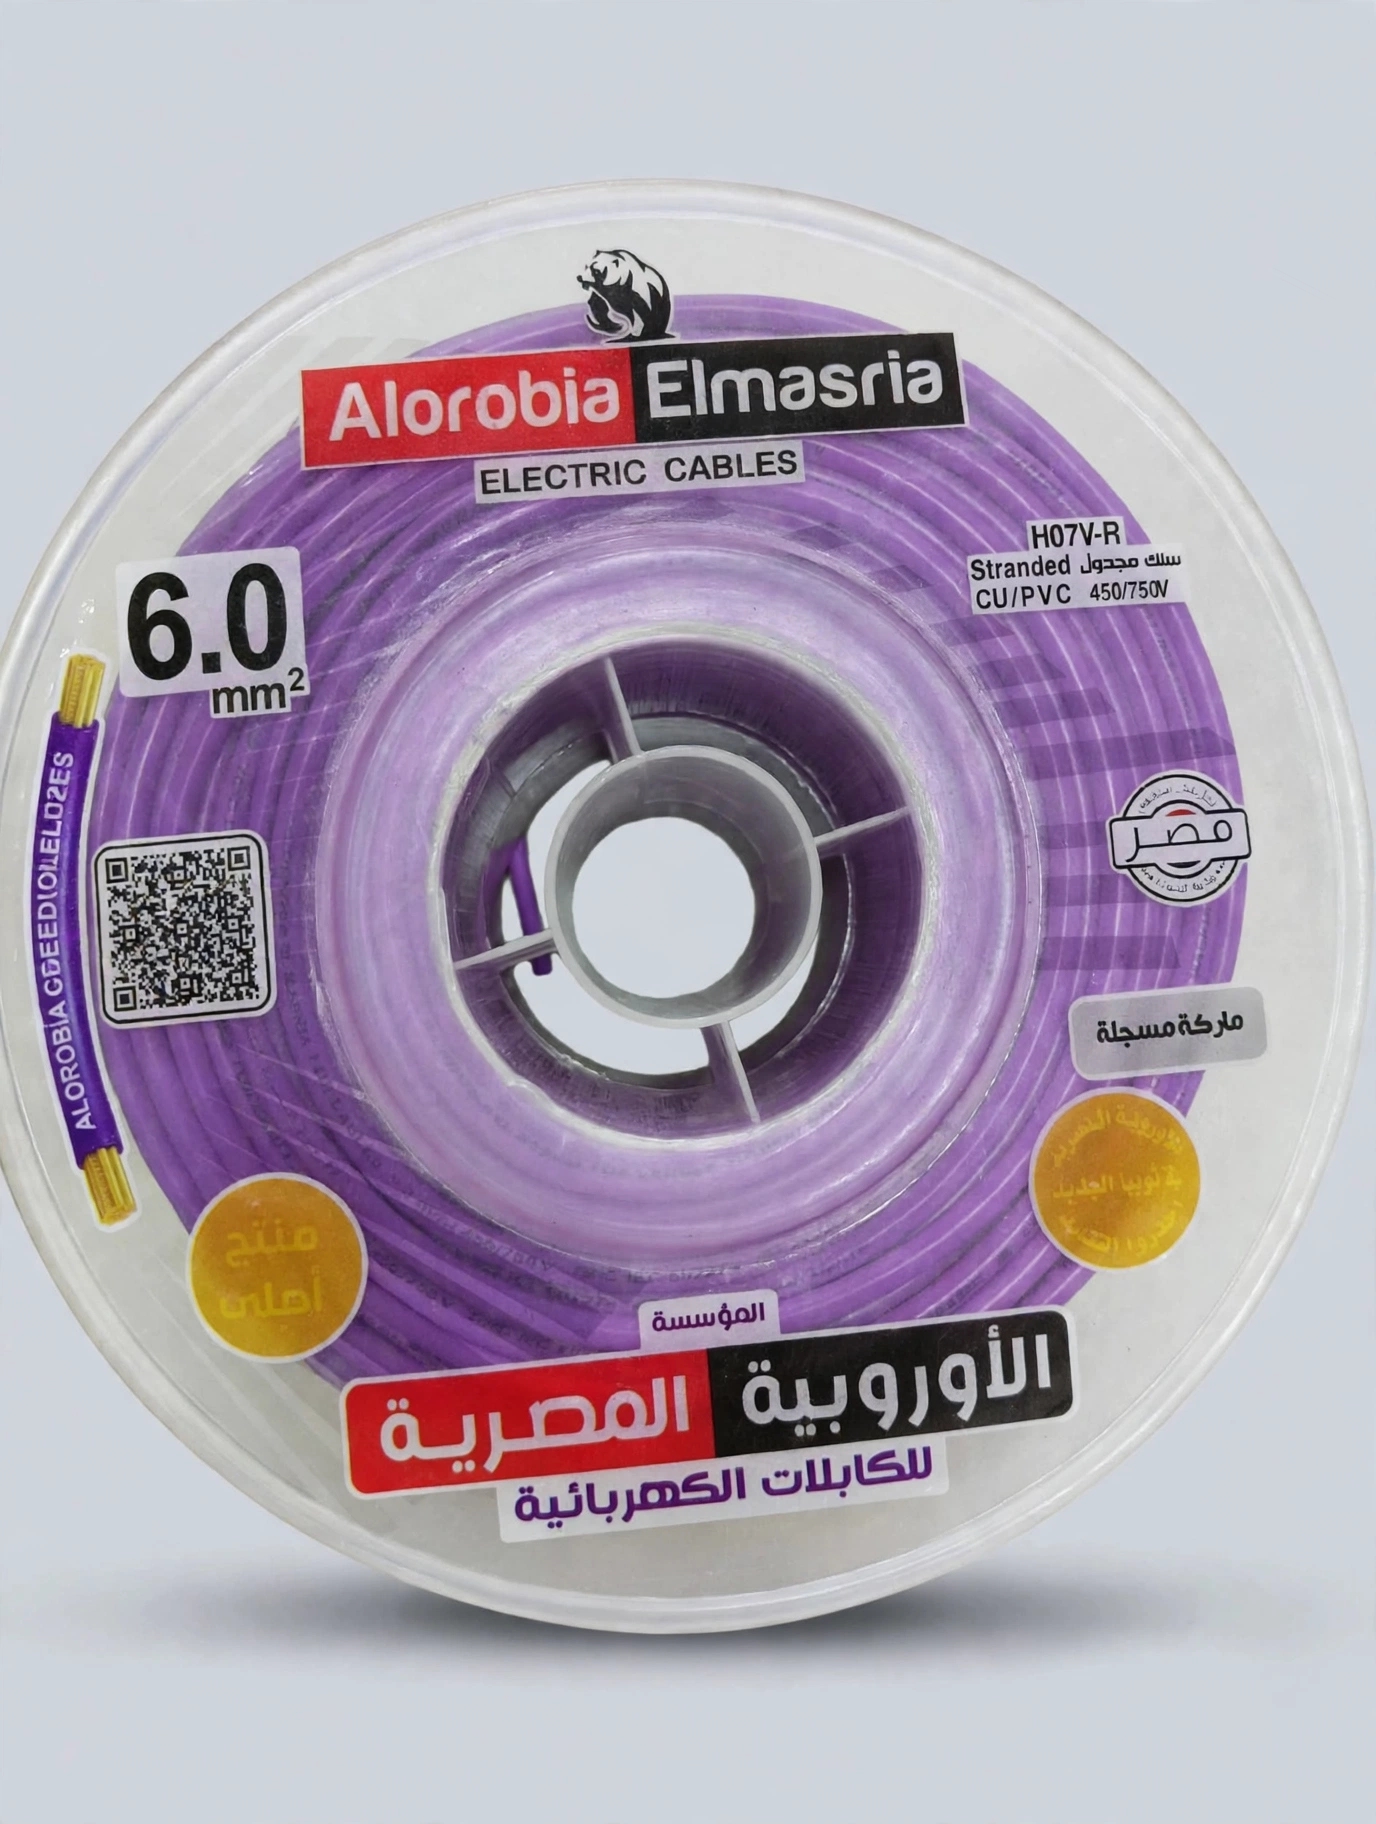 Alorobia Elmasria
ELECTRIC CABLES
H07V-R
Stranded سلك مجدول
CU/PVC 450/750V
6.0
mm²
مصر
ماركة مسجلة
منتج
أصلي
المؤسسة
الأوروبية المصرية
للكابلات الكهربائية